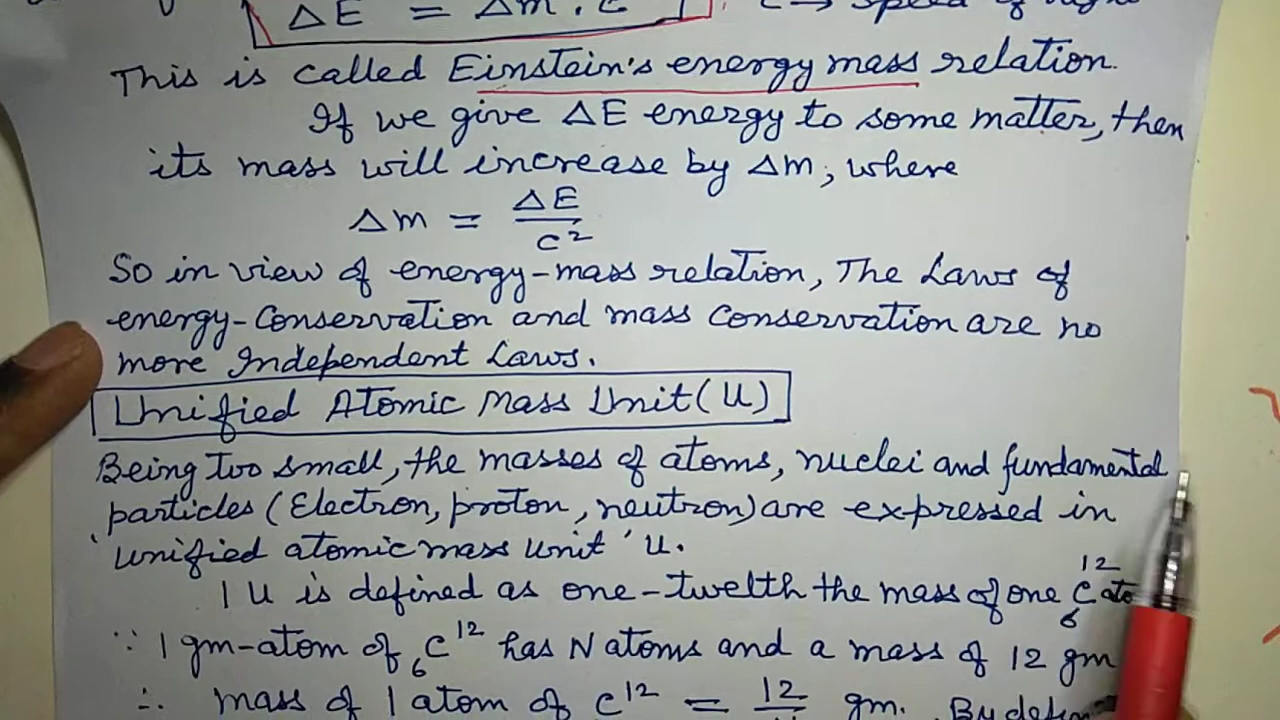 ΔE = Δm . c
This is called Einstein's energy mass relation.
If we give ΔE energy to some matter, then
its mass will increase by Δm, where
Δm = ΔE/c²
So in view of energy-mass relation, The Laws of
energy-Conservation and mass Conservation are no
more Independent Laws.
Unified Atomic Mass Unit (U)
Being Too small, the masses of atoms, nuclei and fundamental
particles (Electron, proton, neutron) are expressed in
'unified atomic mass unit' U.
1 U is defined as one-twelth the mass of one ₆C¹² ato
∵ 1 gm-atom of ₆C¹² has N atoms and a mass of 12 gm
∴ mass of 1 atom of C¹² = 12 gm. By